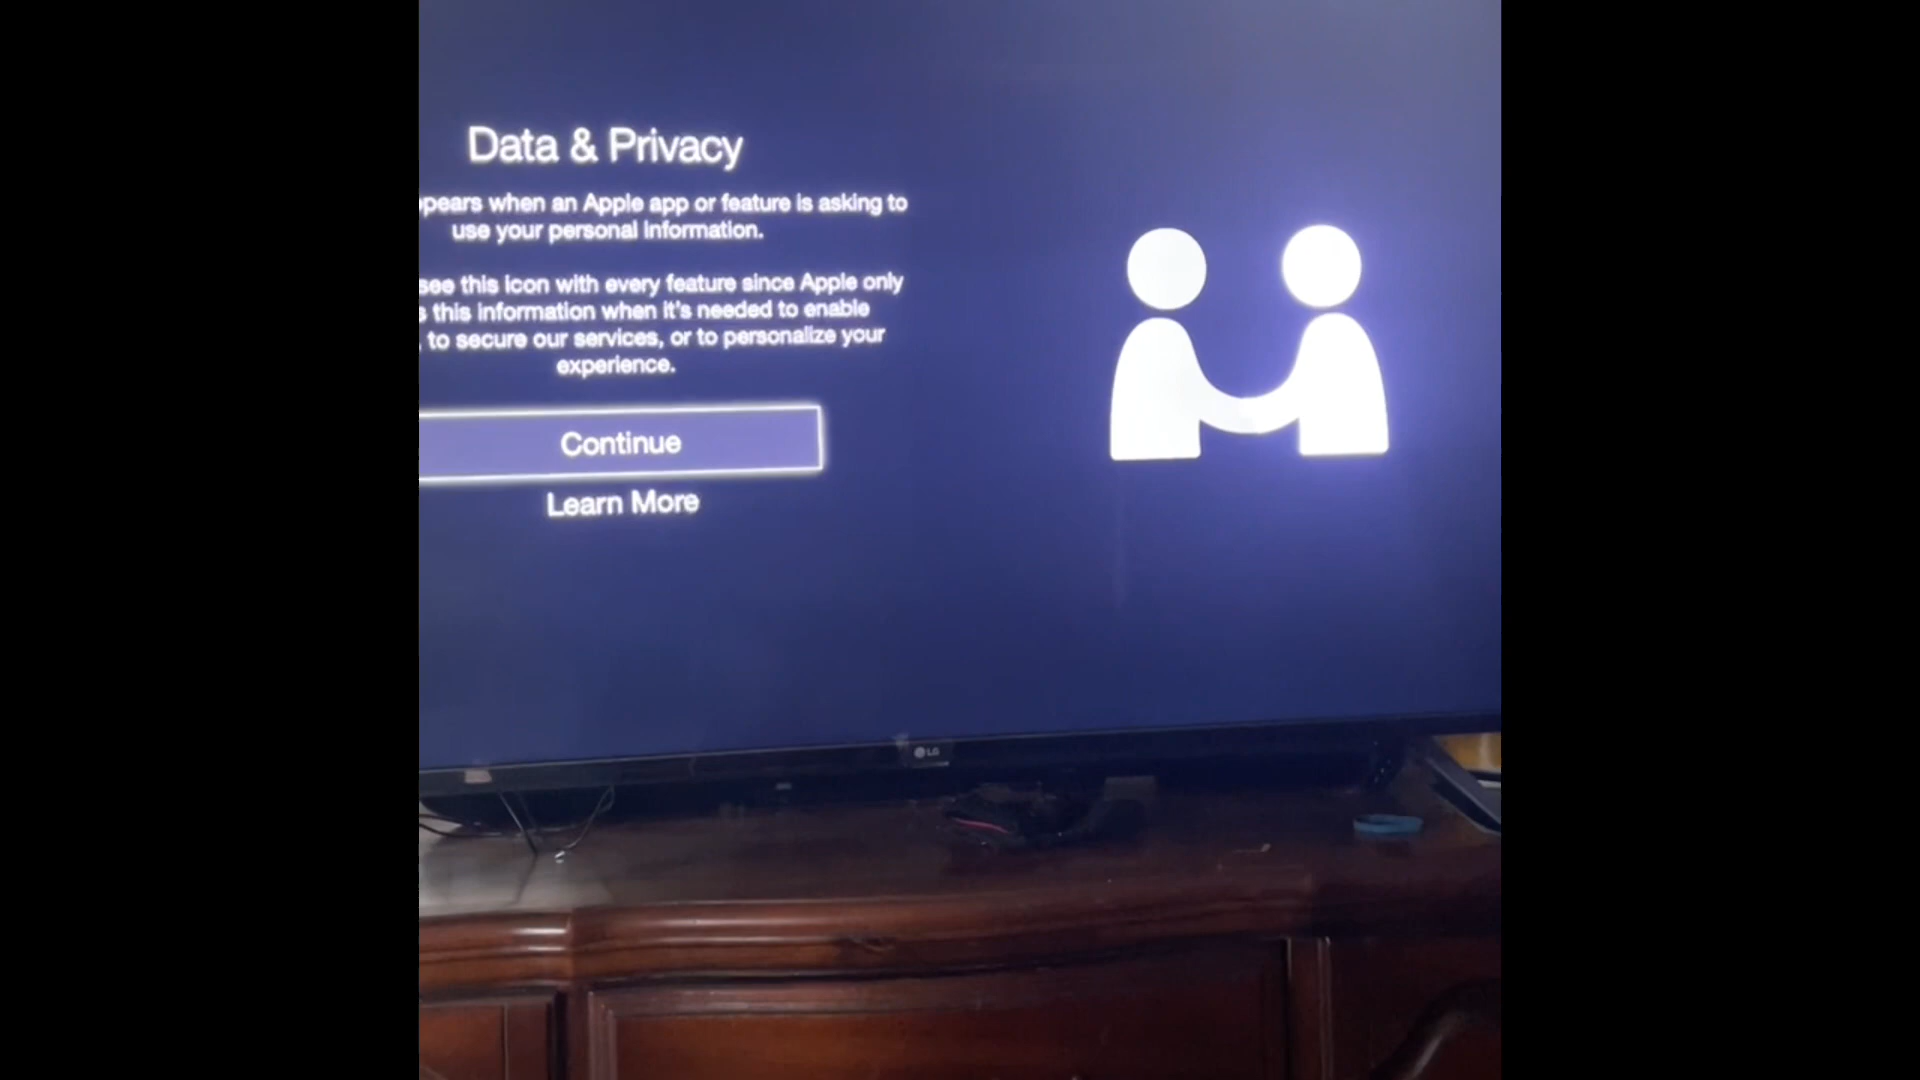 Data & Privacy
pears when an Apple app or feature is asking to
use your personal information.
see this icon with every feature since Apple only
this information when it's needed to enable
, to secure our services, or to personalize your
experience.
Continue
Learn More
LG